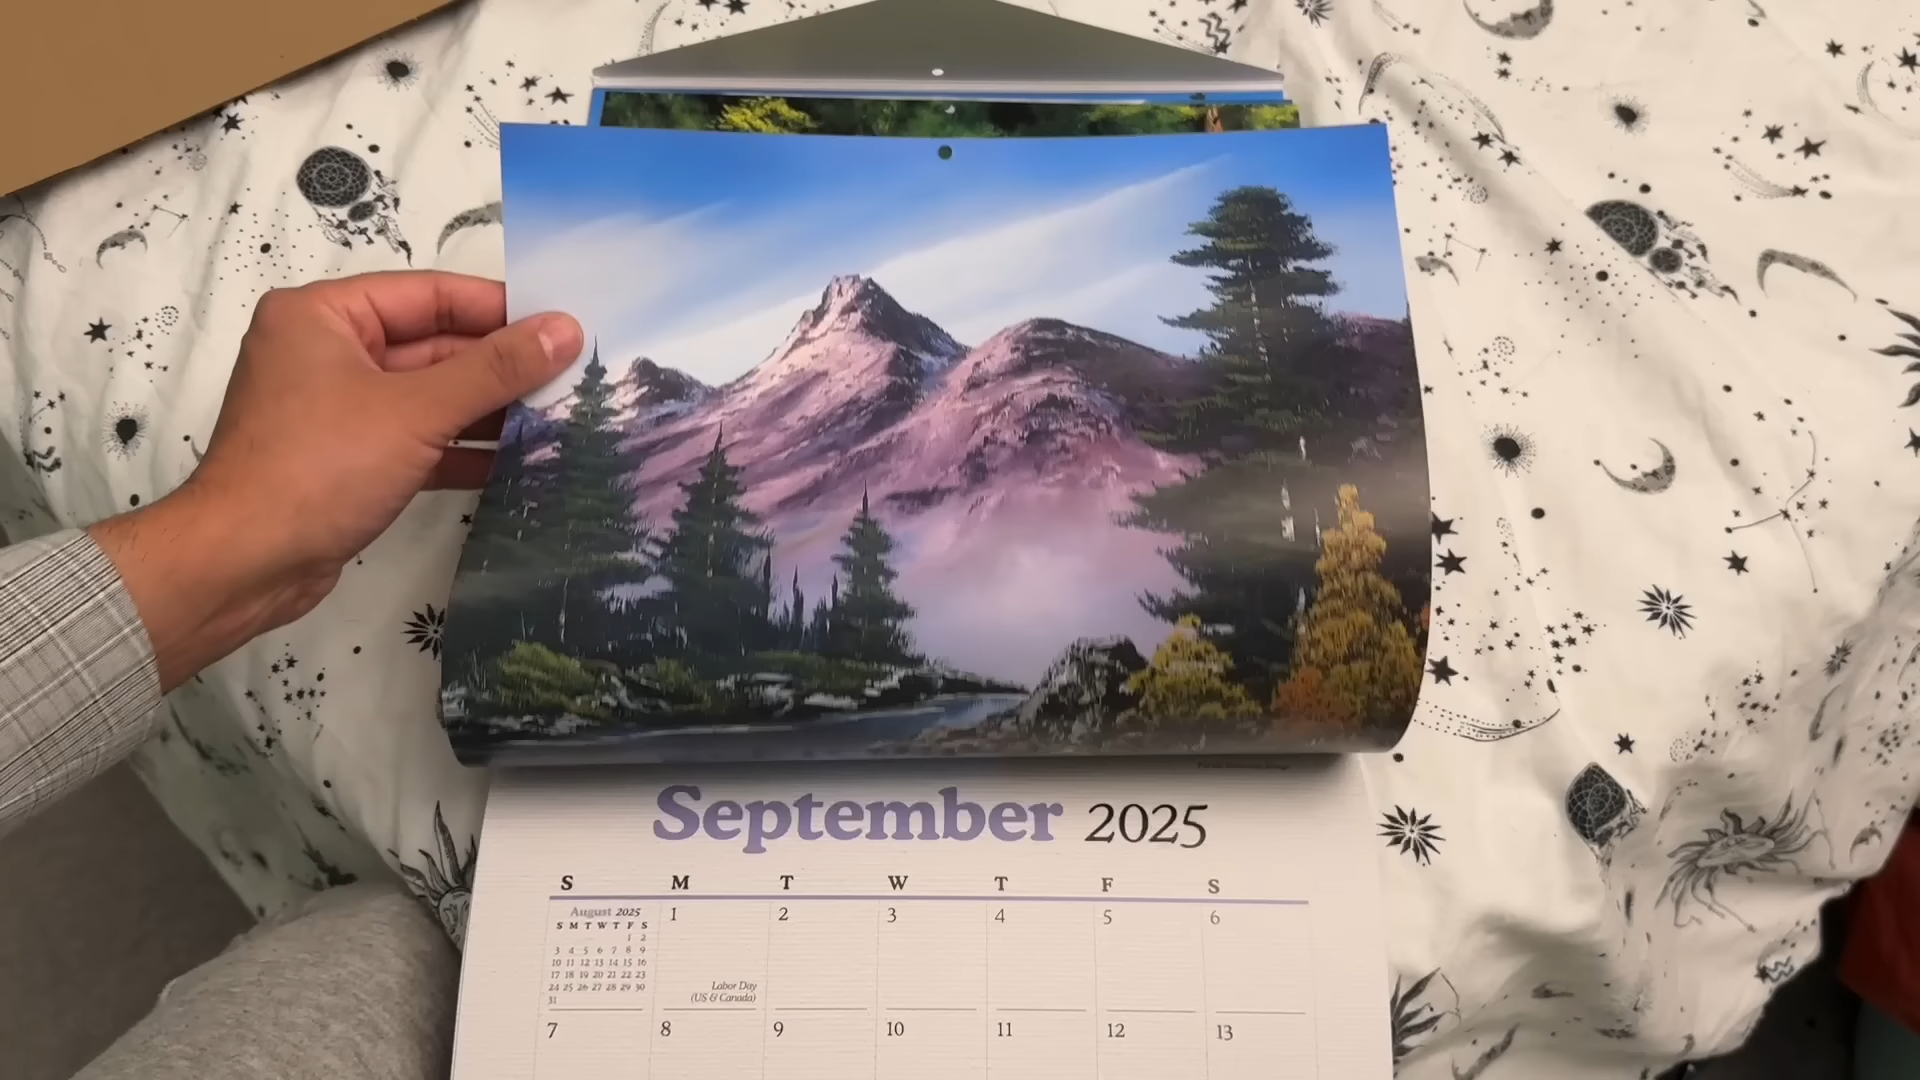 September 2025
S M T W T F S
August 2025
S M T W T F S
1 2
3 4 5 6 7 8 9
10 11 12 13 14 15 16
17 18 19 20 21 22 23
24 25 26 27 28 29 30
31
1 2 3 4 5 6
Labor Day
(US & Canada)
7 8 9 10 11 12 13